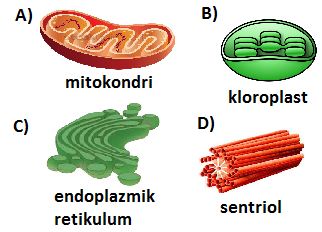 A)
mitokondri
B)
kloroplast
C)
endoplazmik
retikulum
D)
sentriol